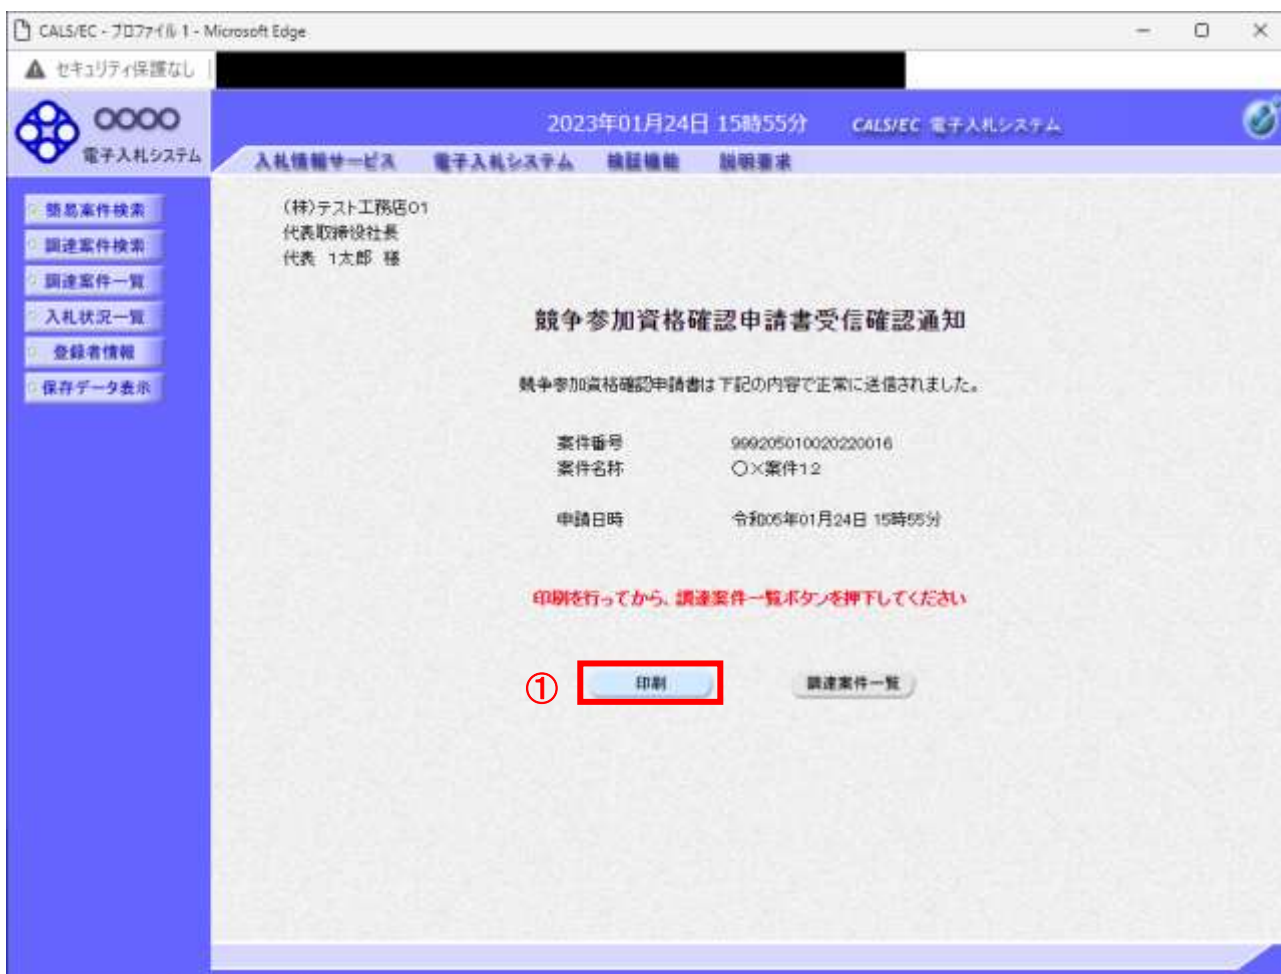 CALS/EC - プロファイル 1 - Microsoft Edge
セキュリティ保護なし
○○○○
電子入札システム
2023年01月24日 15時55分
CALS/EC 電子入札システム
入札情報サービス 電子入札システム 検証機能 説明要求
簡易案件検索
調達案件検索
調達案件一覧
入札状況一覧
登録者情報
保存データ表示
(株)テスト工務店01
代表取締役社長
代表 1太郎 様
競争参加資格確認申請書受信確認通知
競争参加資格確認申請書は下記の内容で正常に送信されました。
案件番号 999205010020220016
案件名称 ○×案件12
申請日時 令和05年01月24日 15時55分
印刷を行ってから、調達案件一覧ボタンを押下してください
① 印刷 調達案件一覧